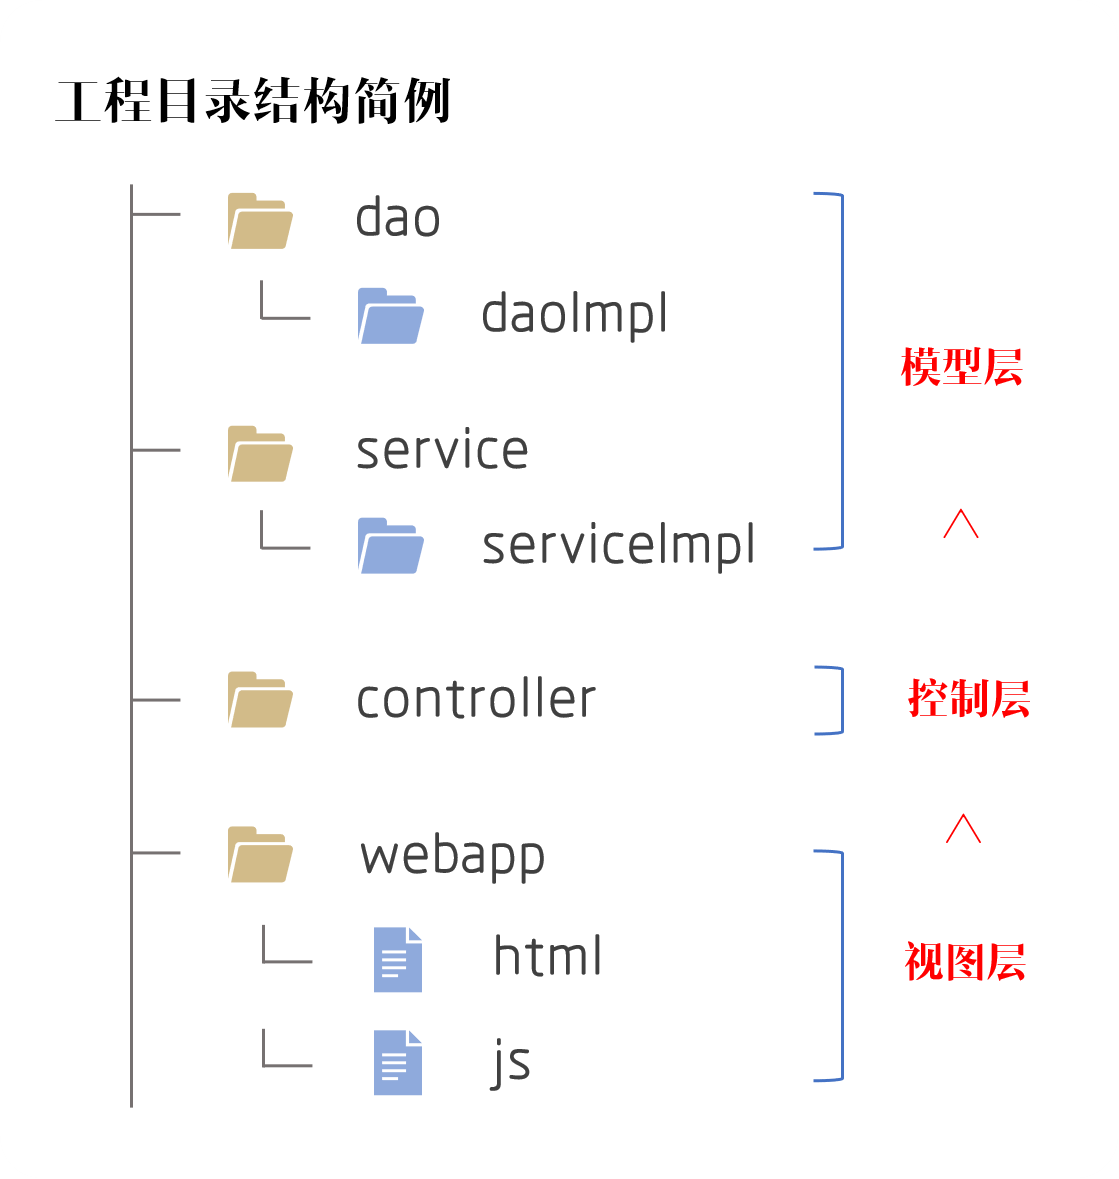 工程目录结构简例
dao
daoImpl
模型层
service
serviceImpl
controller
控制层
webapp
视图层
html
js